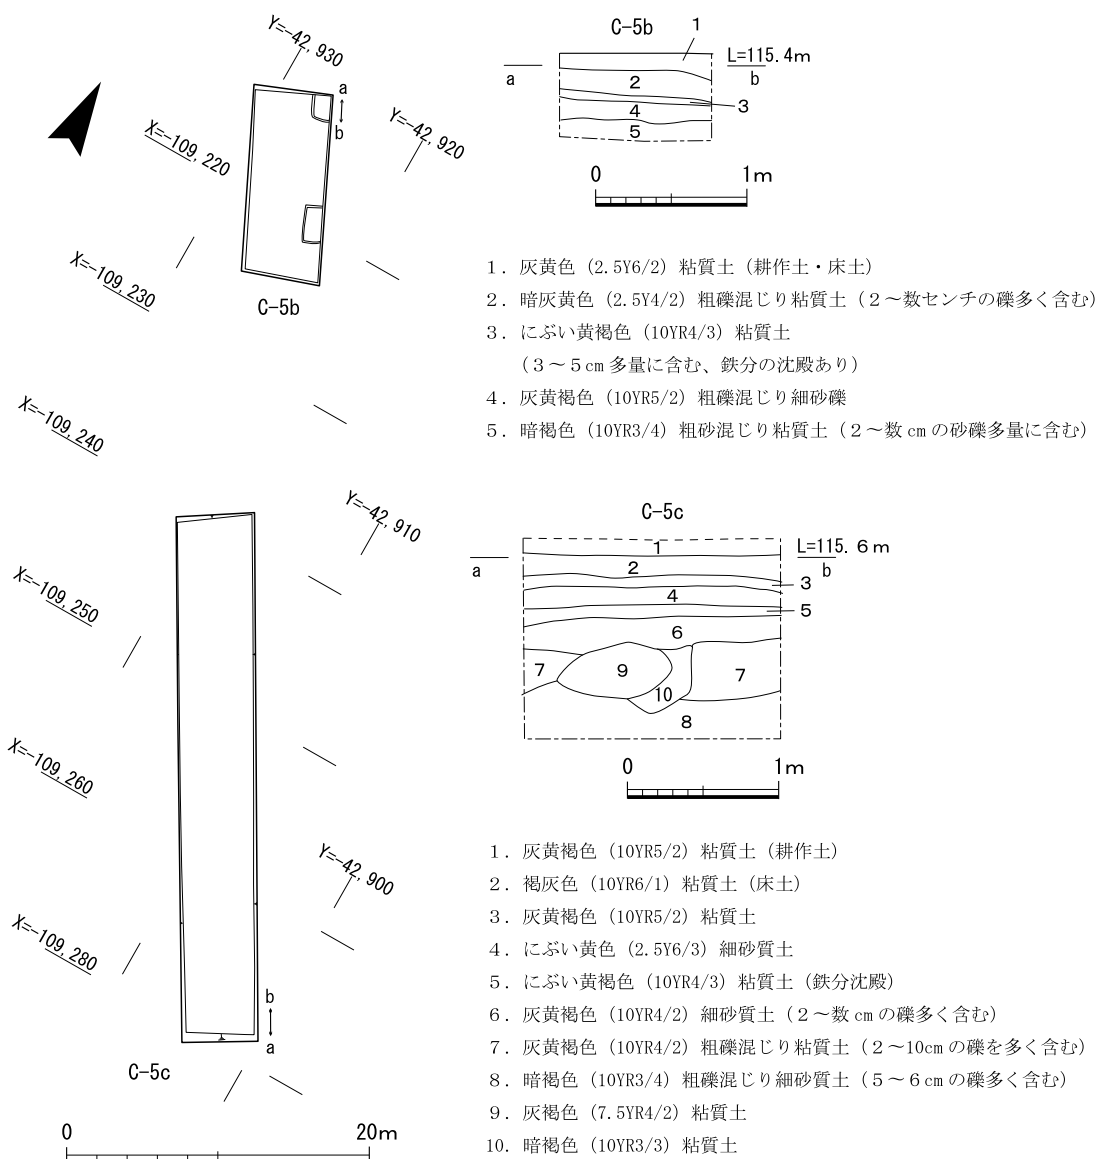 Y=-42,930
a
b
X=-109,220
Y=-42,920
X=-109,230
C-5b
X=-109,240
Y=-42,910
X=-109,250
X=-109,260
Y=-42,900
X=-109,280
b
a
C-5c
0 20m
C-5b
1
L=115.4m
a b
2
3
4
5
0 1m
1．灰黄色（2.5Y6/2）粘質土（耕作土・床土）
2．暗灰黄色（2.5Y4/2）粗礫混じり粘質土（２～数センチの礫多く含む）
3．にぶい黄褐色（10YR4/3）粘質土
（３～５cm 多量に含む、鉄分の沈殿あり）
4．灰黄褐色（10YR5/2）粗礫混じり細砂礫
5．暗褐色（10YR3/4）粗砂混じり粘質土（２～数 cm の砂礫多量に含む）
C-5c
L=115.6m
a b
1
2
3
4
5
6
7 9 7
10
8
0 1m
1．灰黄褐色（10YR5/2）粘質土（耕作土）
2．褐灰色（10YR6/1）粘質土（床土）
3．灰黄褐色（10YR5/2）粘質土
4．にぶい黄色（2.5Y6/3）細砂質土
5．にぶい黄褐色（10YR4/3）粘質土（鉄分沈殿）
6．灰黄褐色（10YR4/2）細砂質土（２～数 cm の礫多く含む）
7．灰黄褐色（10YR4/2）粗礫混じり粘質土（２～10cm の礫を多く含む）
8．暗褐色（10YR3/4）粗礫混じり細砂質土（５～６cm の礫多く含む）
9．灰褐色（7.5YR4/2）粘質土
10．暗褐色（10YR3/3）粘質土